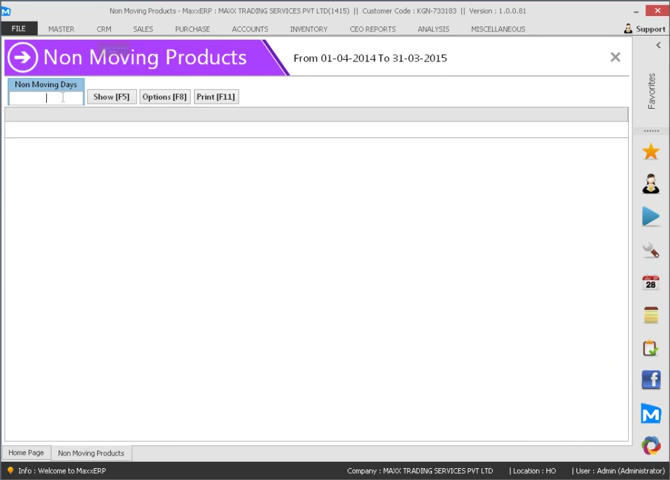 Non Moving Products - MaxxERP : MAXX TRADING SERVICES PVT LTD(1415) || Customer Code : KGN-733183 || Version : 1.0.0.81
FILE MASTER CRM SALES PURCHASE ACCOUNTS INVENTORY CEO REPORTS ANALYSIS MISCELLANEOUS Support
Non Moving Products From 01-04-2014 To 31-03-2015
Non Moving Days
Show [F5] Options [F8] Print [F11]
Favorites
28
Home Page Non Moving Products
Info : Welcome to MaxxERP Company : MAXX TRADING SERVICES PVT LTD | Location : HO | User : Admin (Administrator)